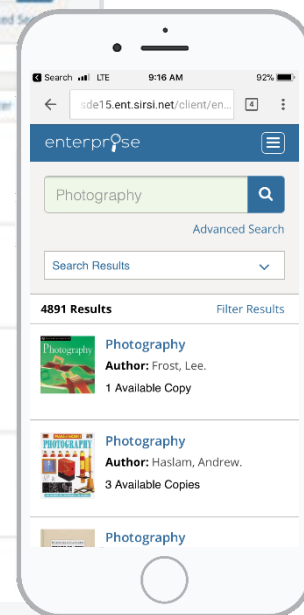 Search LTE 9:16 AM 92%
sde15.ent.sirsi.net/client/en... 4
enterprise
Photography
Advanced Search
Search Results
4891 Results Filter Results
Photography
Photography
Author: Frost, Lee.
1 Available Copy
PHOTOGRAPHY
Photography
Author: Haslam, Andrew.
3 Available Copies
Photography